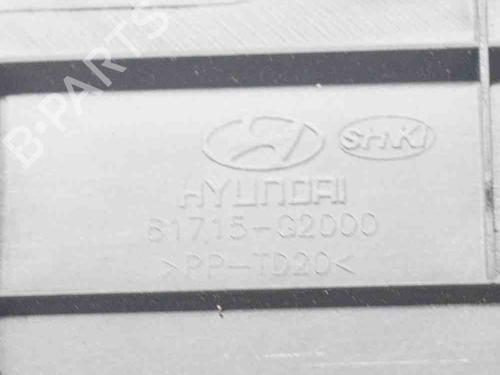 B·PARTS
SHKI
HYUNDAI
81715-G2000
>PP-TD20<